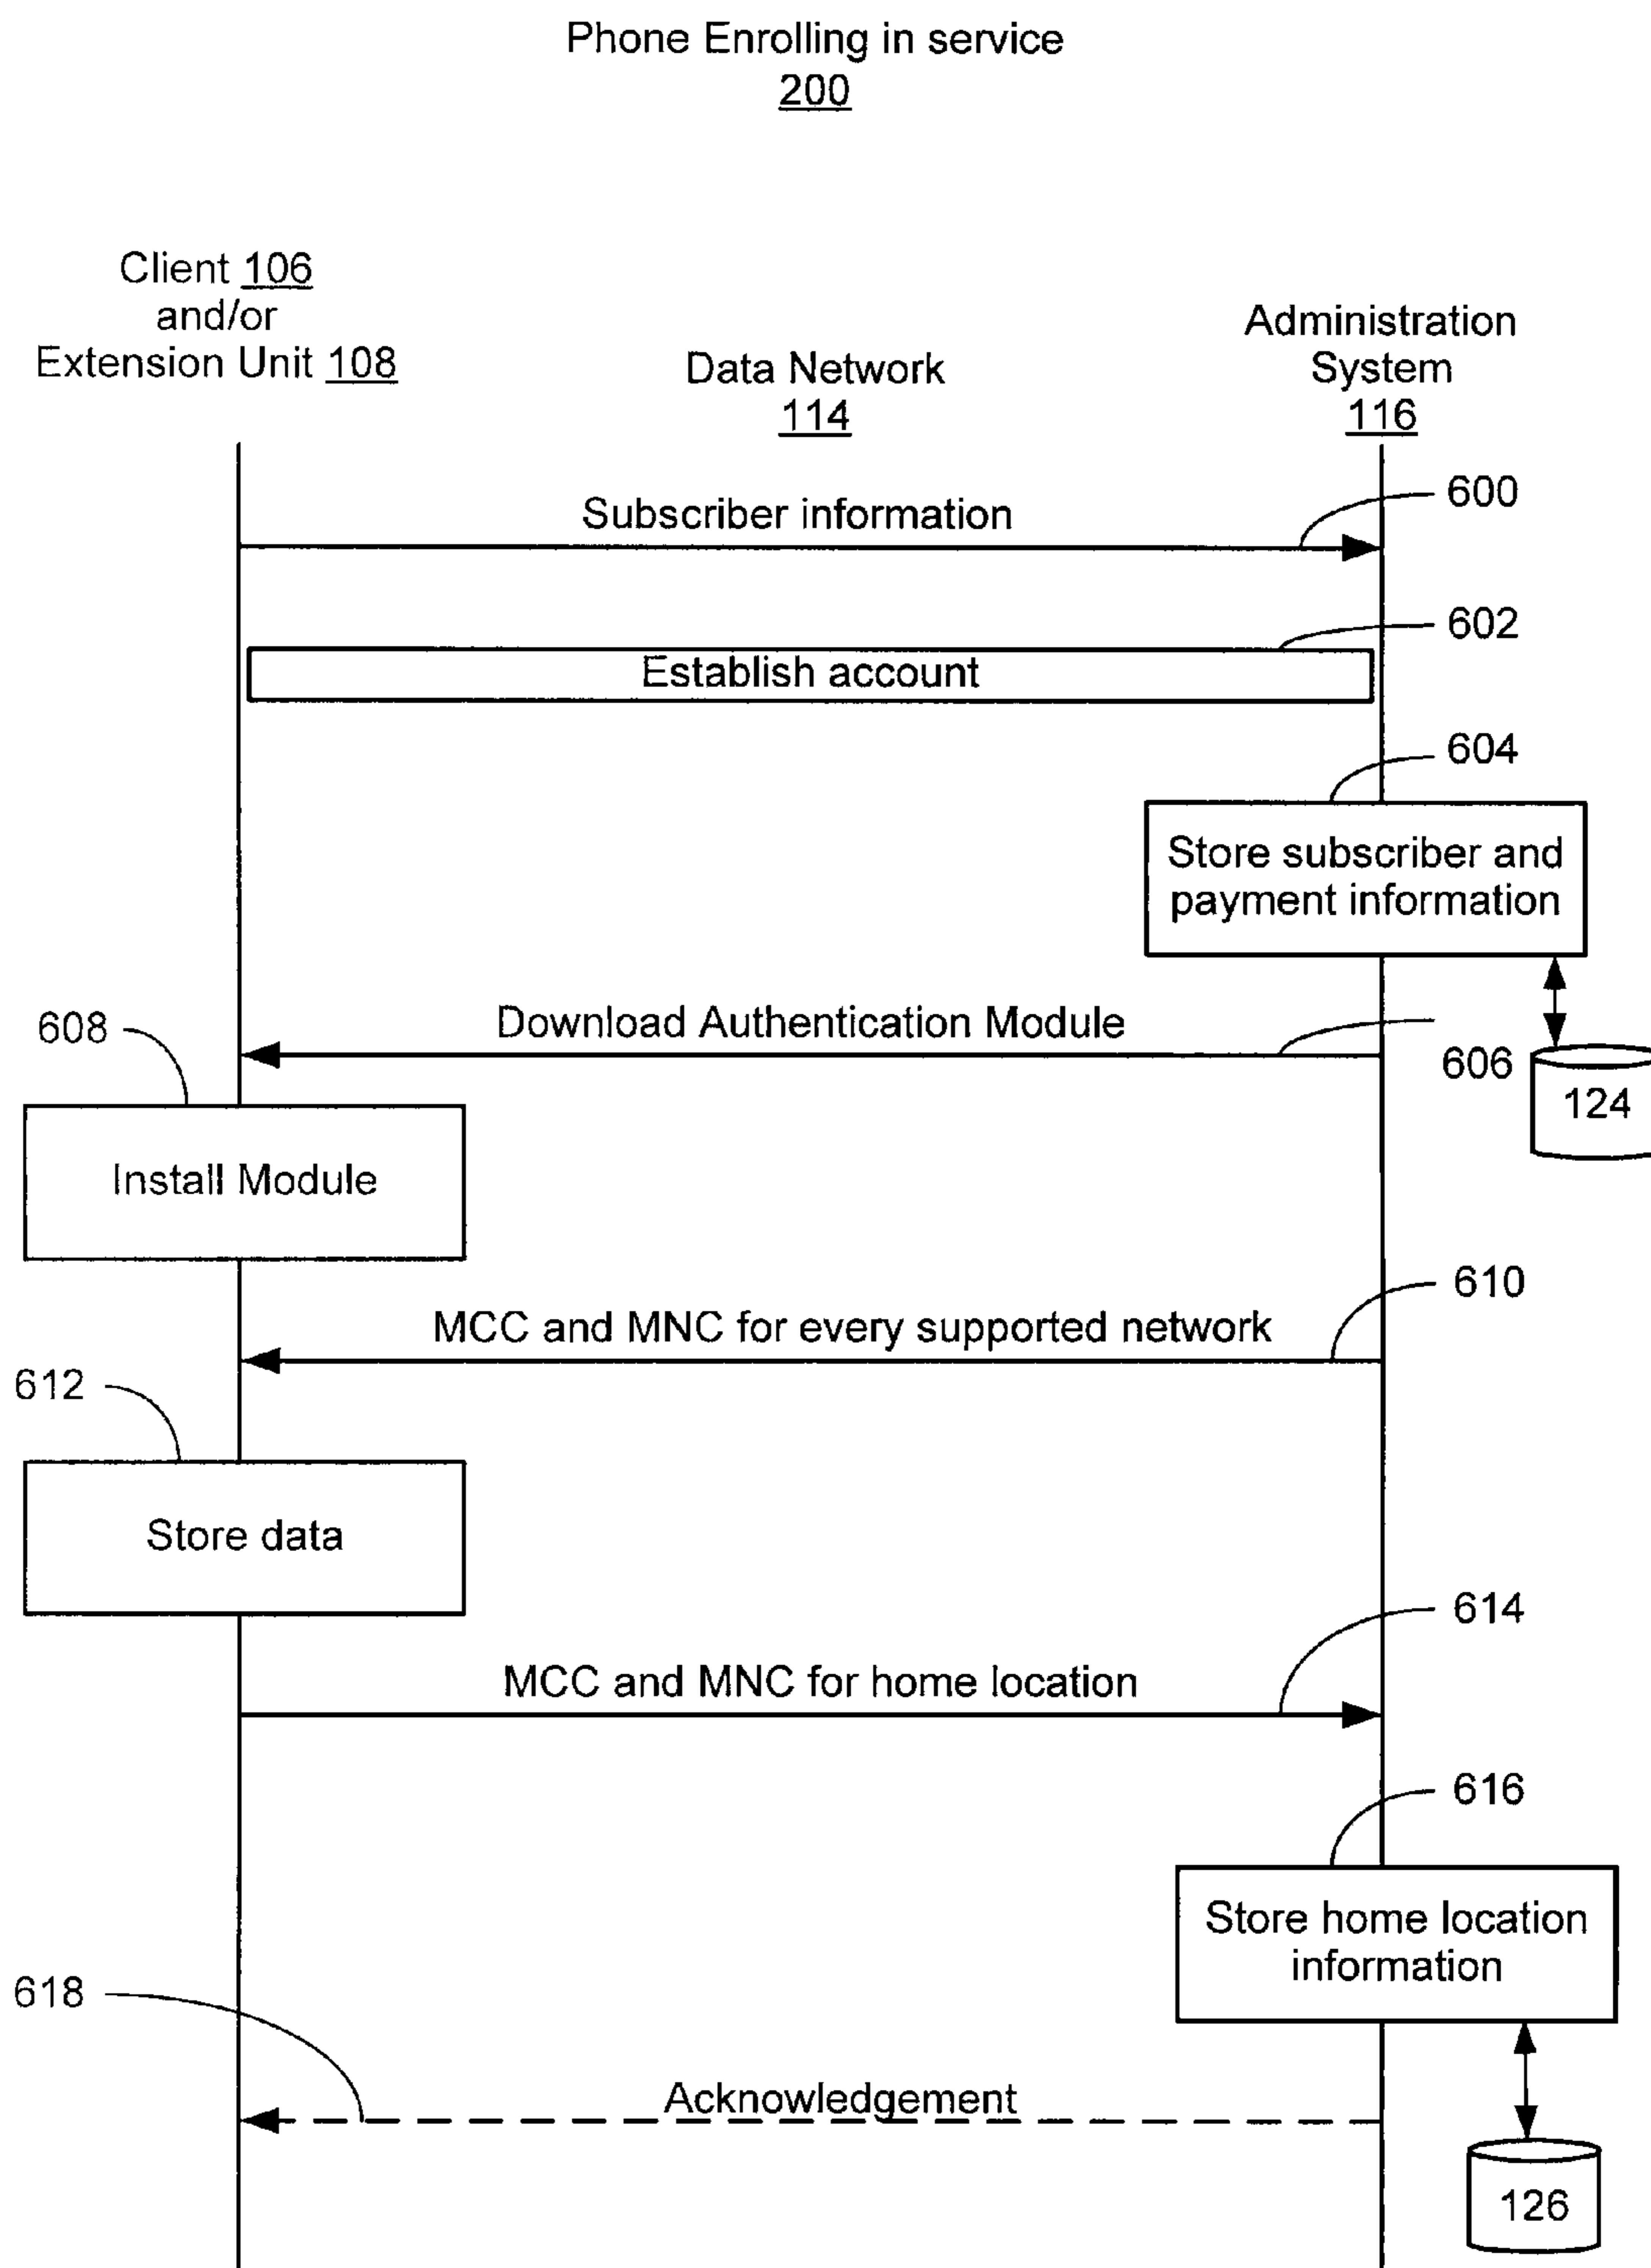 Phone Enrolling in service
200
Client 106
and/or
Extension Unit 108
Data Network
114
Administration
System
116
Subscriber information
600
602
Establish account
604
Store subscriber and
payment information
Download Authentication Module
608
606
124
Install Module
610
MCC and MNC for every supported network
612
Store data
614
MCC and MNC for home location
616
Store home location
information
618
Acknowledgement
126